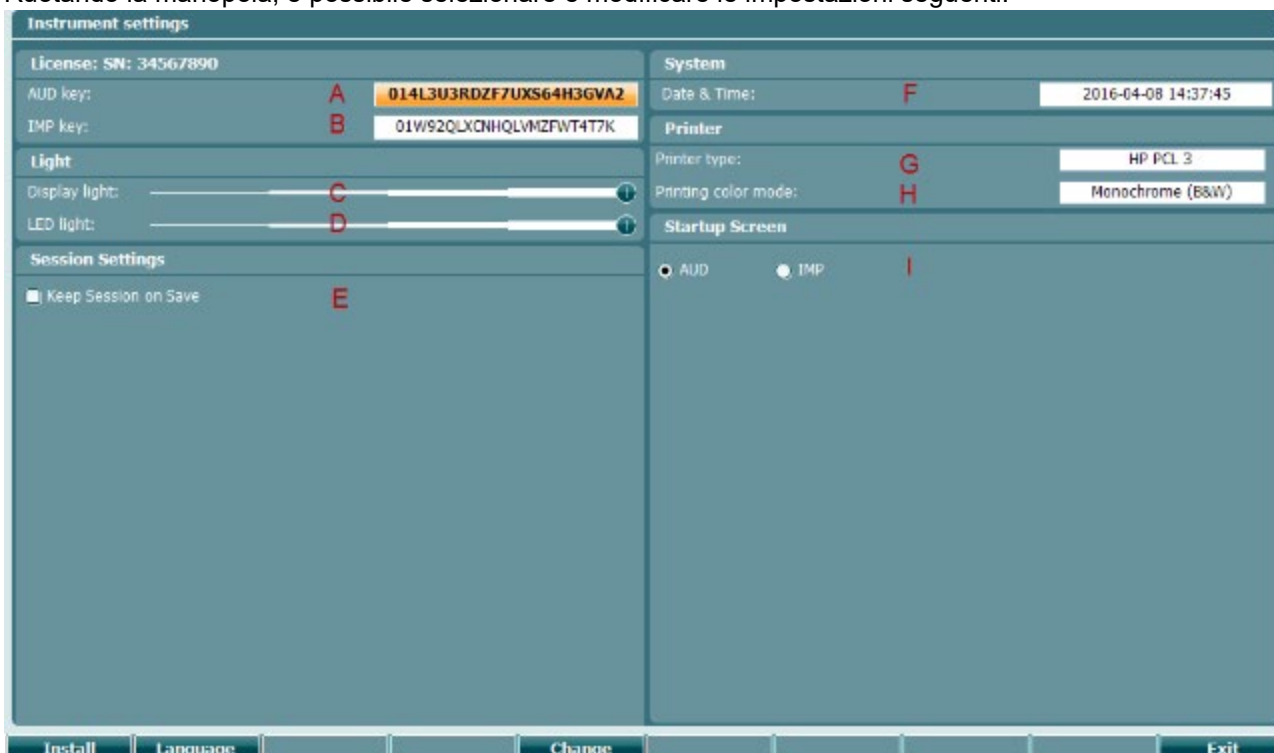 Ruotando la manopola, è possibile selezionare e modificare le impostazioni seguenti:
Instrument settings
License: SN: 34567890
AUD key: A 014L3U3RDZF7UXS64H3GVA2
IMP key: B 01W92QLXCNHQLVMZFWT4T7K
Light
Display light: C
LED light: D
Session Settings
Keep Session on Save E
System
Date & Time: F 2016-04-08 14:37:45
Printer
Printer type: G HP PCL 3
Printing color mode: H Monochrome (B&W)
Startup Screen
AUD IMP I
Install Language Change Exit